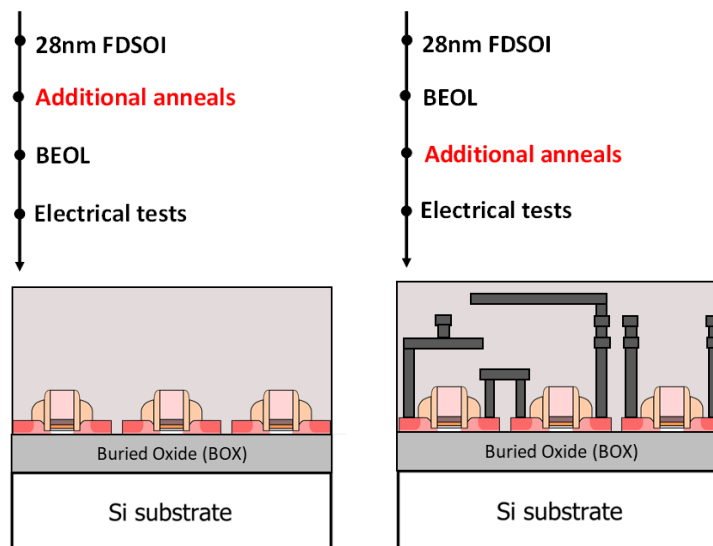 28nm FDSOI
Additional anneals
BEOL
Electrical tests
Buried Oxide (BOX)
Si substrate
28nm FDSOI
BEOL
Additional anneals
Electrical tests
Buried Oxide (BOX)
Si substrate